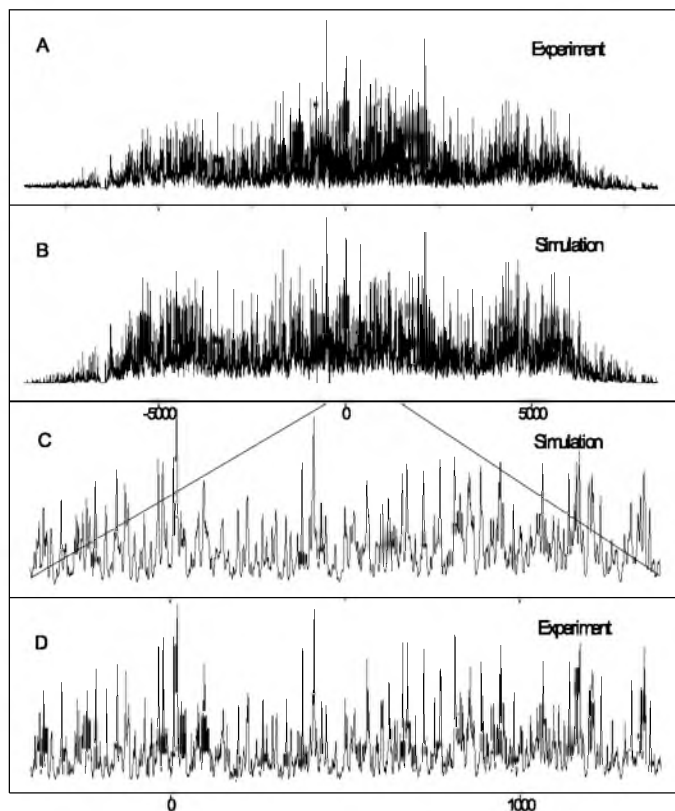 A
Experiment
B
Simulation
-5000 0 5000
C
Simulation
D
Experiment
0 1000